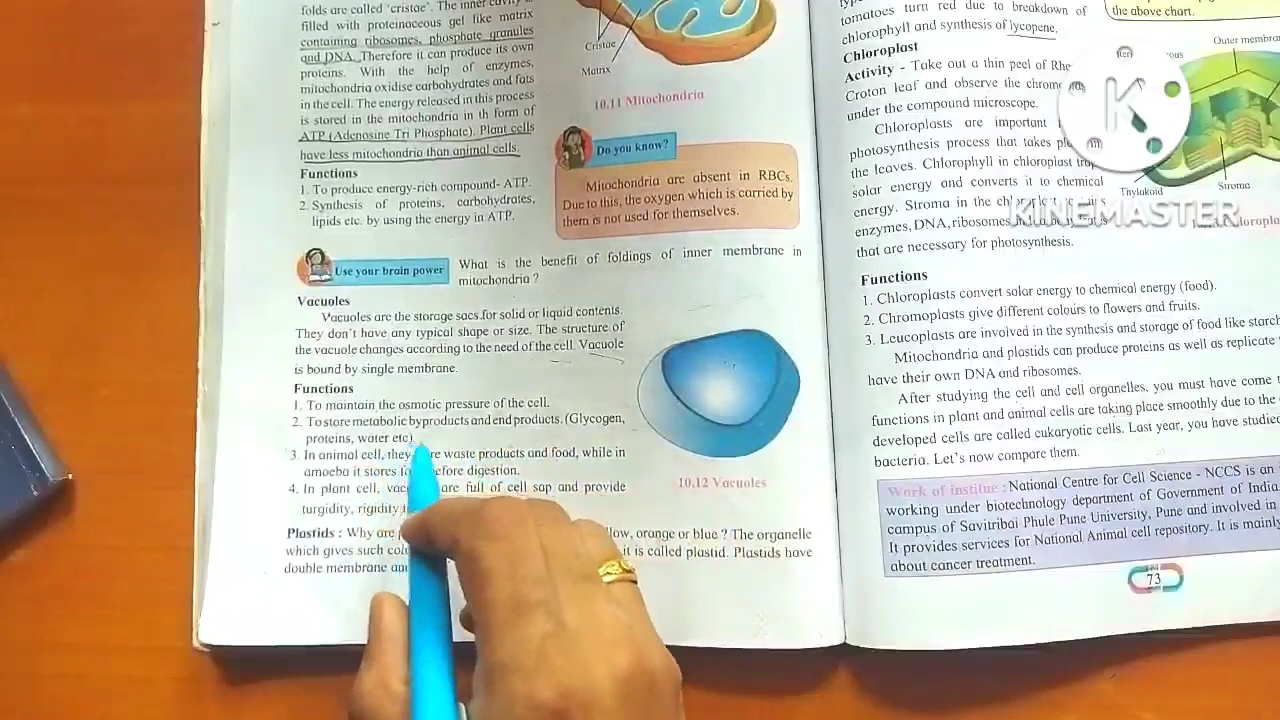 folds are called 'cristae'. The inner cavity is
filled with proteinaceous gel like matrix
containing ribosomes, phosphate granules
and DNA. Therefore it can produce its own
proteins. With the help of enzymes,
mitochondria oxidise carbohydrates and fats
in the cell. The energy released in this process
is stored in the mitochondria in th form of
ATP (Adenosine Tri Phosphate). Plant cells
have less mitochondria than animal cells.
Functions
1. To produce energy-rich compound- ATP.
2. Synthesis of proteins, carbohydrates,
lipids etc. by using the energy in ATP.
Cristae
Matrix
10.11 Mitochondria
Do you know?
Mitochondria are absent in RBCs.
Due to this, the oxygen which is carried by
them is not used for themselves.
Use your brain power
What is the benefit of foldings of inner membrane in
mitochondria ?
Vacuoles
Vacuoles are the storage sacs for solid or liquid contents.
They don't have any typical shape or size. The structure of
the vacuole changes according to the need of the cell. Vacuole
is bound by single membrane.
Functions
1. To maintain the osmotic pressure of the cell.
2. To store metabolic byproducts and end products. (Glycogen,
proteins, water etc)
3. In animal cell, they waste products and food, while in
amoeba it stores before digestion.
4. In plant cell, are full of cell sap and provide
turgidity, rigidity
10.12 Vacuoles
Plastids : Why are orange or blue ? The organelle
which gives such it is called plastid. Plastids have
double membrane
tomatoes turn red due to breakdown of
chlorophyll and synthesis of lycopene.
the above chart.
Chloroplast
Activity - Take out a thin peel of
Croton leaf and observe the
under the compound microscope.
Chloroplasts are important
photosynthesis process that takes
the leaves. Chlorophyll in chloroplast
solar energy and converts it to chemical
energy. Stroma in the
enzymes, DNA, ribosomes
that are necessary for photosynthesis.
Outer
Thylakoid
Stroma
K
KINEMASTER
Functions
1. Chloroplasts convert solar energy to chemical energy (food).
2. Chromoplasts give different colours to flowers and fruits.
3. Leucoplasts are involved in the synthesis and storage of food like
Mitochondria and plastids can produce proteins as well as replicate
have their own DNA and ribosomes.
After studying the cell and cell organelles, you must have come
functions in plant and animal cells are taking place smoothly due to the
developed cells are called eukaryotic cells. Last year, you have
bacteria. Let's now compare them.
Work of institue : National Centre for Cell Science - NCCS is an
working under biotechnology department of Government of India.
campus of Savitribai Phule Pune University, Pune and involved in
It provides services for National Animal cell repository. It is
about cancer treatment.
73